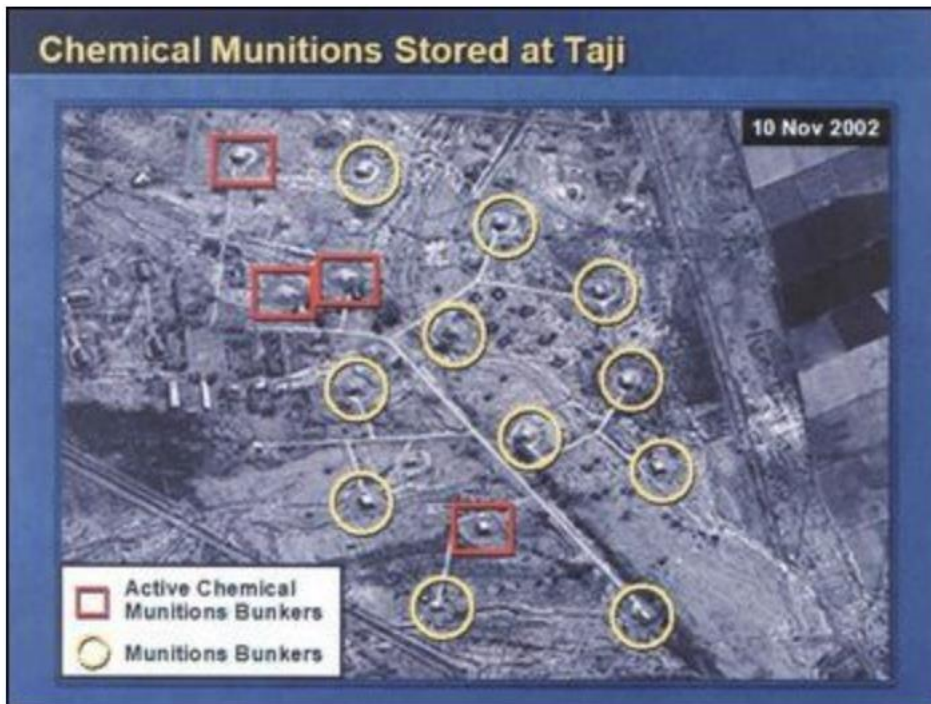 Chemical Munitions Stored at Taji
10 Nov 2002
Active Chemical
Munitions Bunkers
Munitions Bunkers